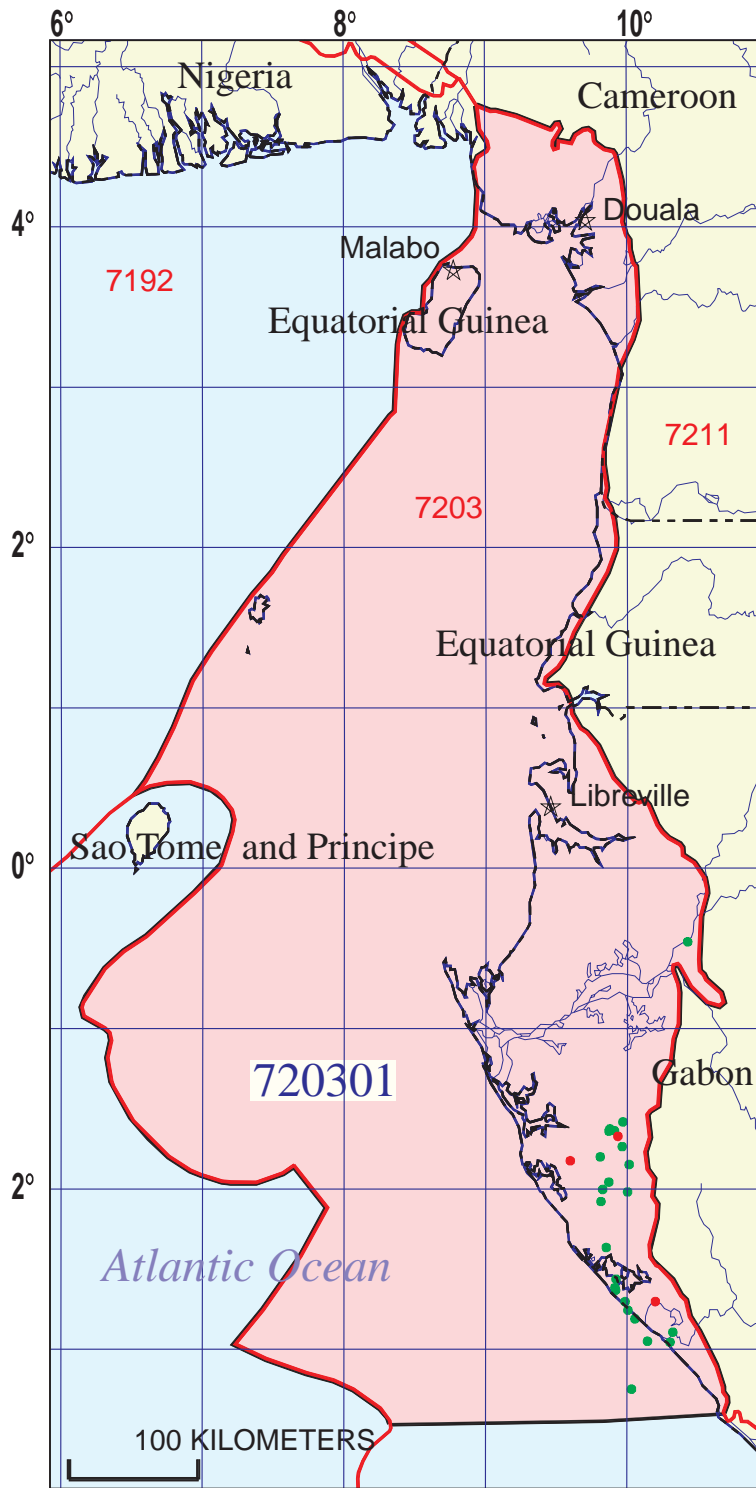 6° 8° 10°
Nigeria
Cameroon
Douala
4°
Malabo
7192
Equatorial Guinea
7211
7203
2°
Equatorial Guinea
Libreville
Sao Tome and Principe
0°
720301
Gabon
2°
Atlantic Ocean
100 KILOMETERS